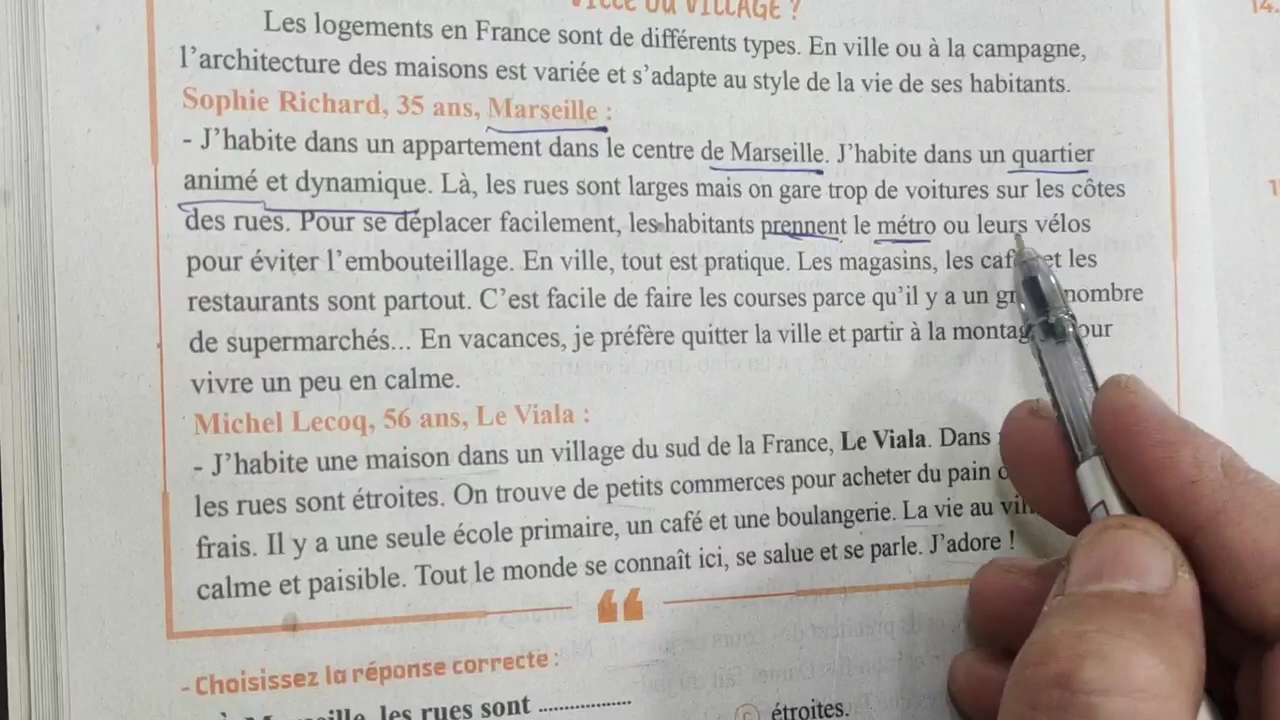 VILLE OU VILLAGE ?
14.
Les logements en France sont de différents types. En ville ou à la campagne,
l'architecture des maisons est variée et s'adapte au style de la vie de ses habitants.
Sophie Richard, 35 ans, Marseille :
- J'habite dans un appartement dans le centre de Marseille. J'habite dans un quartier
animé et dynamique. Là, les rues sont larges mais on gare trop de voitures sur les côtes
des rues. Pour se déplacer facilement, les habitants prennent le métro ou leurs vélos
pour éviter l'embouteillage. En ville, tout est pratique. Les magasins, les et les
restaurants sont partout. C'est facile de faire les courses parce qu'il y a un nombre
de supermarchés... En vacances, je préfère quitter la ville et partir à la
vivre un peu en calme.
Michel Lecoq, 56 ans, Le Viala :
- J'habite une maison dans un village du sud de la France, Le Viala. Dans
les rues sont étroites. On trouve de petits commerces pour acheter du pain
frais. Il y a une seule école primaire, un café et une boulangerie. La vie au
calme et paisible. Tout le monde se connaît ici, se salue et se parle. J'adore !
- Choisissez la réponse correcte :
les rues sont ..................
c étroites.